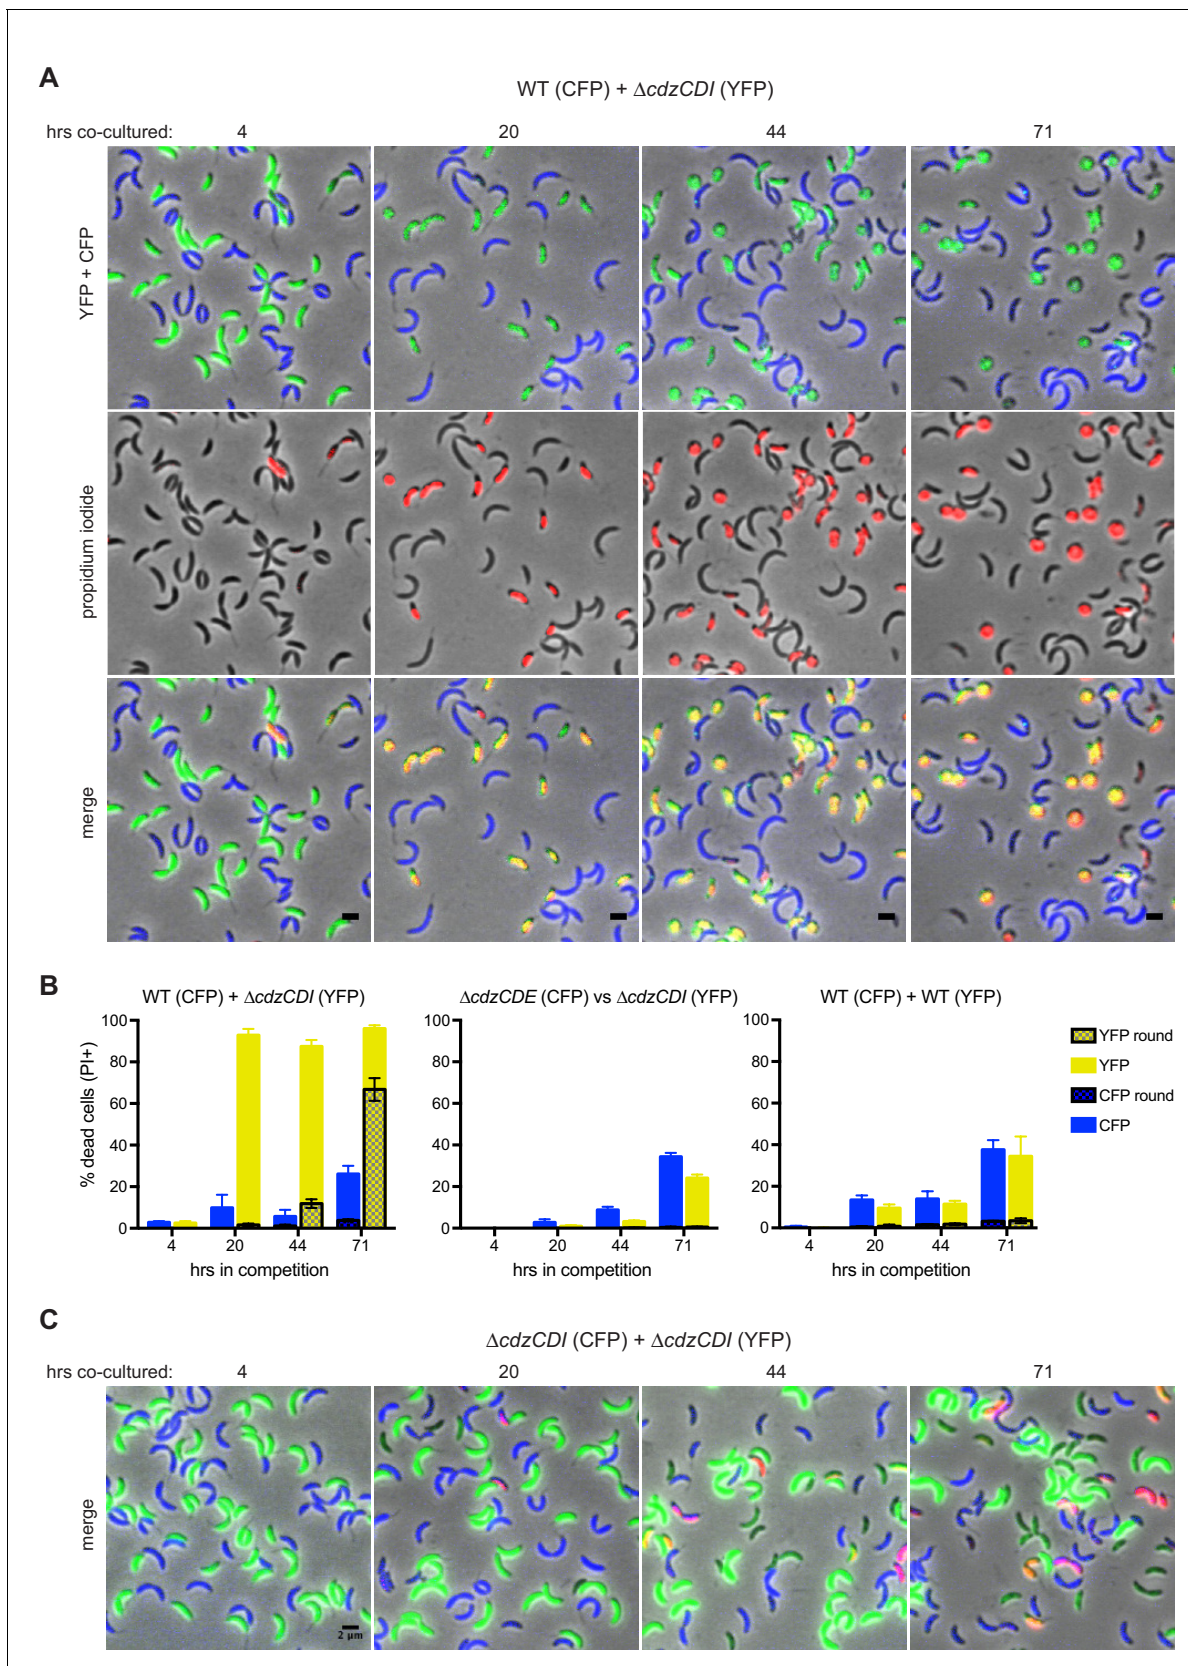 A
WT (CFP) + ΔcdzCDI (YFP)
hrs co-cultured: 4 20 44 71
YFP + CFP
propidium iodide
merge
B
WT (CFP) + ΔcdzCDI (YFP)
ΔcdzCDE (CFP) vs ΔcdzCDI (YFP)
WT (CFP) + WT (YFP)
% dead cells (PI+)
100
80
60
40
20
0
4 20 44 71
hrs in competition
100
80
60
40
20
0
4 20 44 71
hrs in competition
100
80
60
40
20
0
4 20 44 71
hrs in competition
YFP round
YFP
CFP round
CFP
C
ΔcdzCDI (CFP) + ΔcdzCDI (YFP)
hrs co-cultured: 4 20 44 71
merge
2 μm